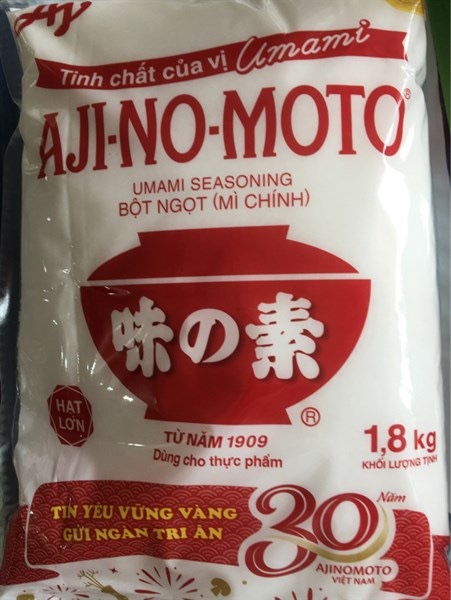 Tinh chất của vị Umami
AJI-NO-MOTO®
UMAMI SEASONING
BỘT NGỌT (MÌ CHÍNH)
味の素
®
HẠT
LỚN
TỪ NĂM 1909
Dùng cho thực phẩm
1,8 kg
KHỐI LƯỢNG TỊNH
TIN YÊU VỮNG VÀNG
GỬI NGÀN TRI ÂN
30 Năm
AJINOMOTO
VIỆT NAM